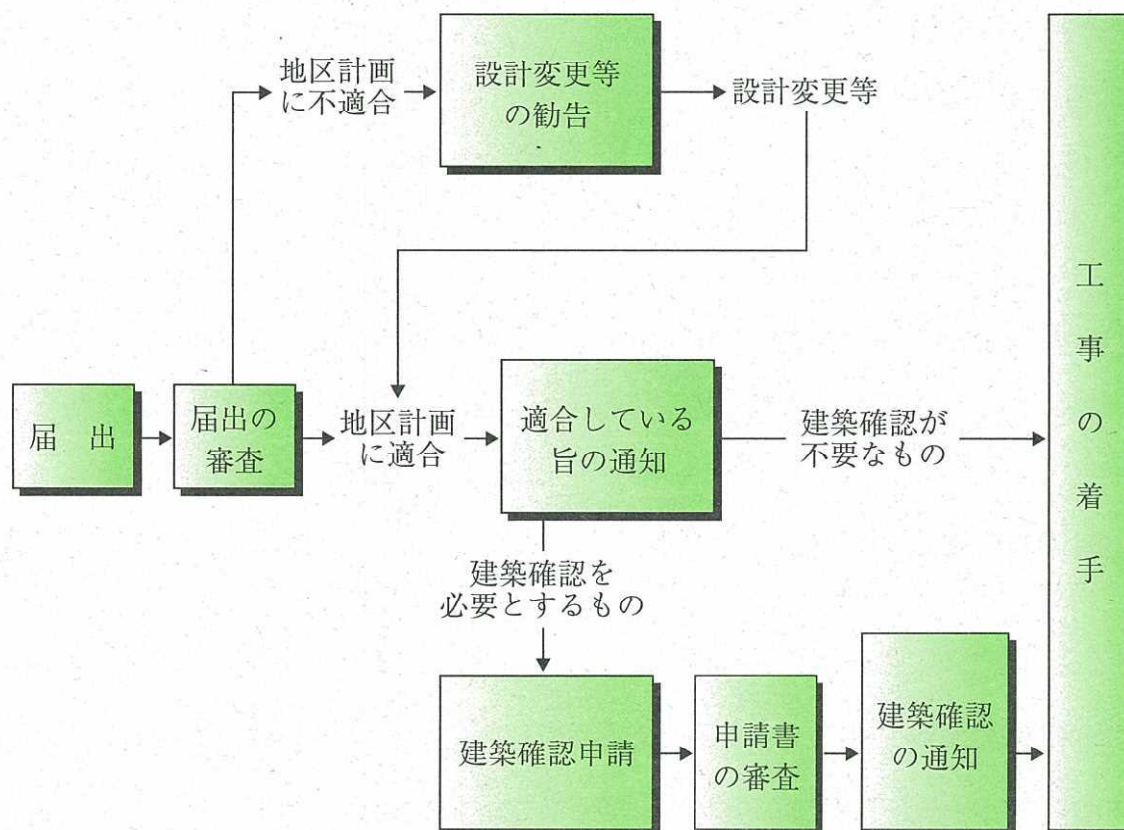 地区計画
に不適合
設計変更等
の勧告
設計変更等
届 出
届出の
審査
地区計画
に適合
適合している
旨の通知
建築確認が
不要なもの
建築確認を
必要とするもの
建築確認申請
申請書
の審査
建築確認
の通知
工事の着手